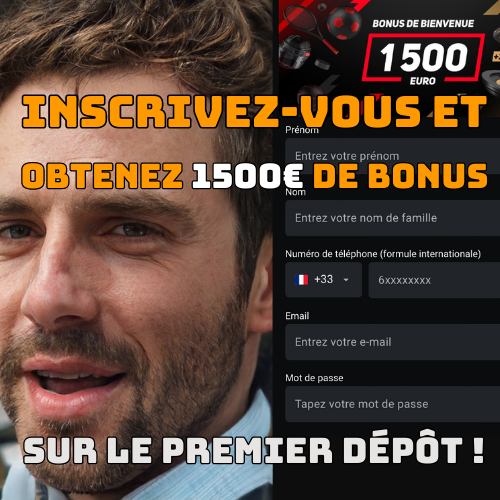 BONUS DE BIENVENUE
1500
EURO
INSCRIVEZ-VOUS ET
Prénom
Entrez votre prénom
OBTENEZ 1500€ DE BONUS
Nom
Entrez votre nom de famille
Numéro de téléphone (formule internationale)
+33 6xxxxxxxx
Email
Entrez votre e-mail
Mot de passe
Tapez votre mot de passe
SUR LE PREMIER DÉPÔT !